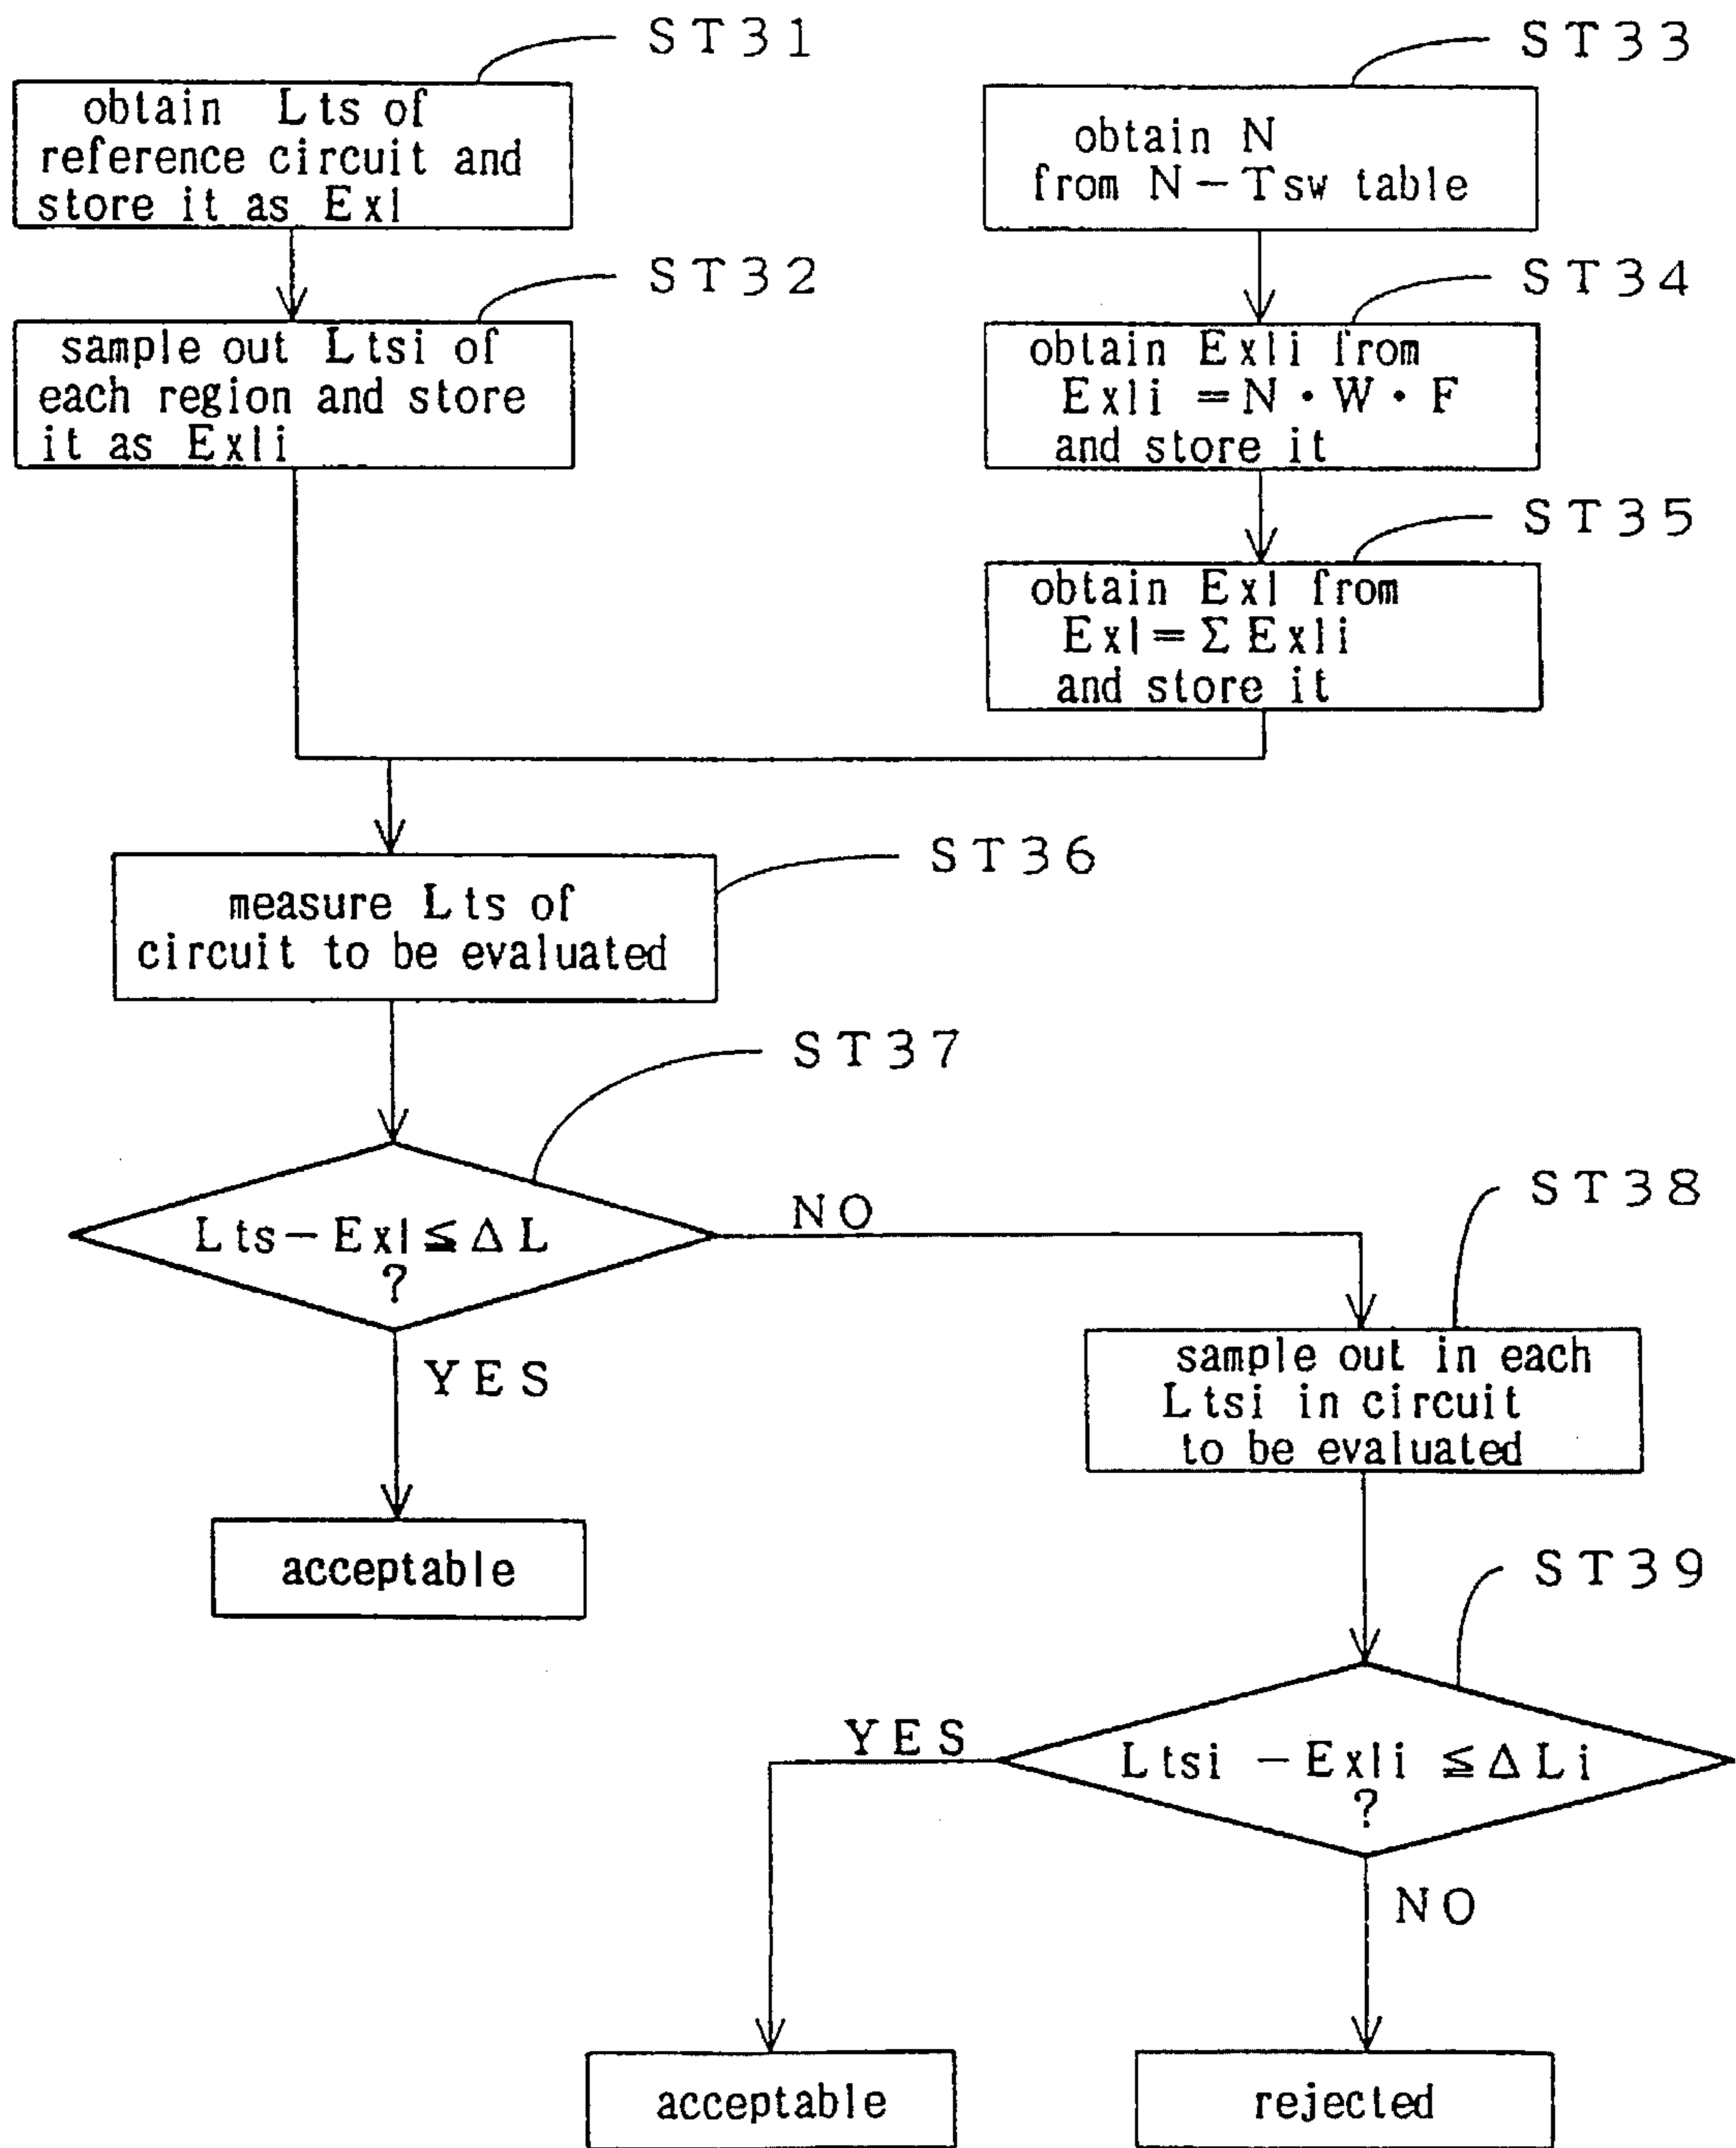 ST31
obtain Lts of
reference circuit and
store it as Exl
ST32
sample out Ltsi of
each region and store
it as Exli
ST33
obtain N
from N-Tsw table
ST34
obtain Exli from
Exli = N・W・F
and store it
ST35
obtain Exl from
Exl = Σ Exli
and store it
ST36
measure Lts of
circuit to be evaluated
ST37
Lts-Exl ≦ ΔL
?
NO
YES
acceptable
ST38
sample out in each
Ltsi in circuit
to be evaluated
ST39
Ltsi -Exli ≦ ΔLi
?
YES
NO
acceptable
rejected